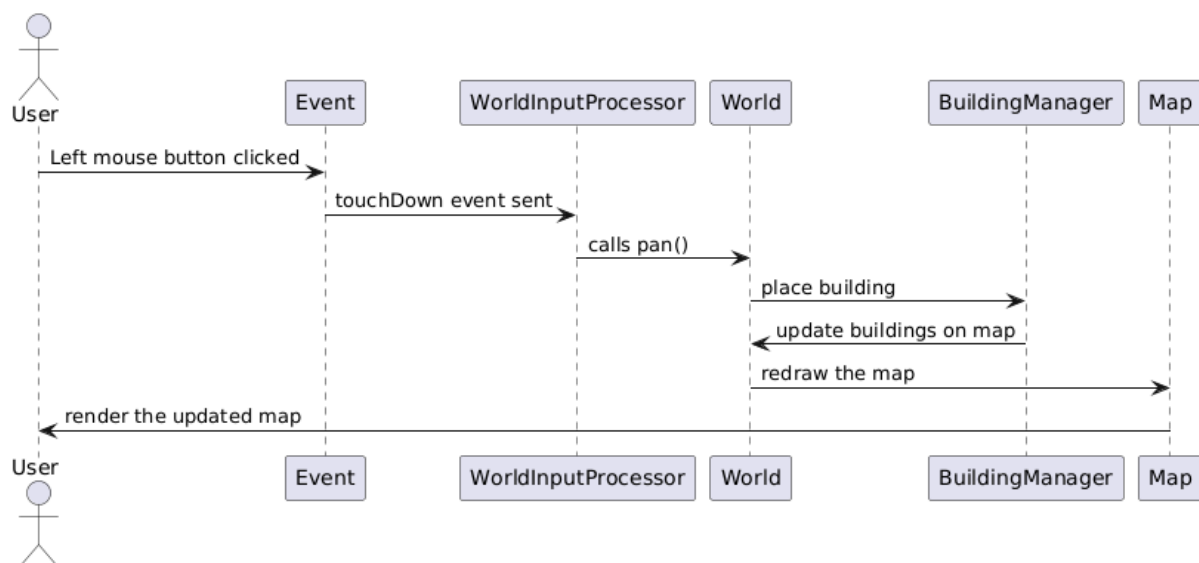 User
Event
WorldInputProcessor
World
BuildingManager
Map
Left mouse button clicked
touchDown event sent
calls pan()
place building
update buildings on map
redraw the map
render the updated map
User
Event
WorldInputProcessor
World
BuildingManager
Map